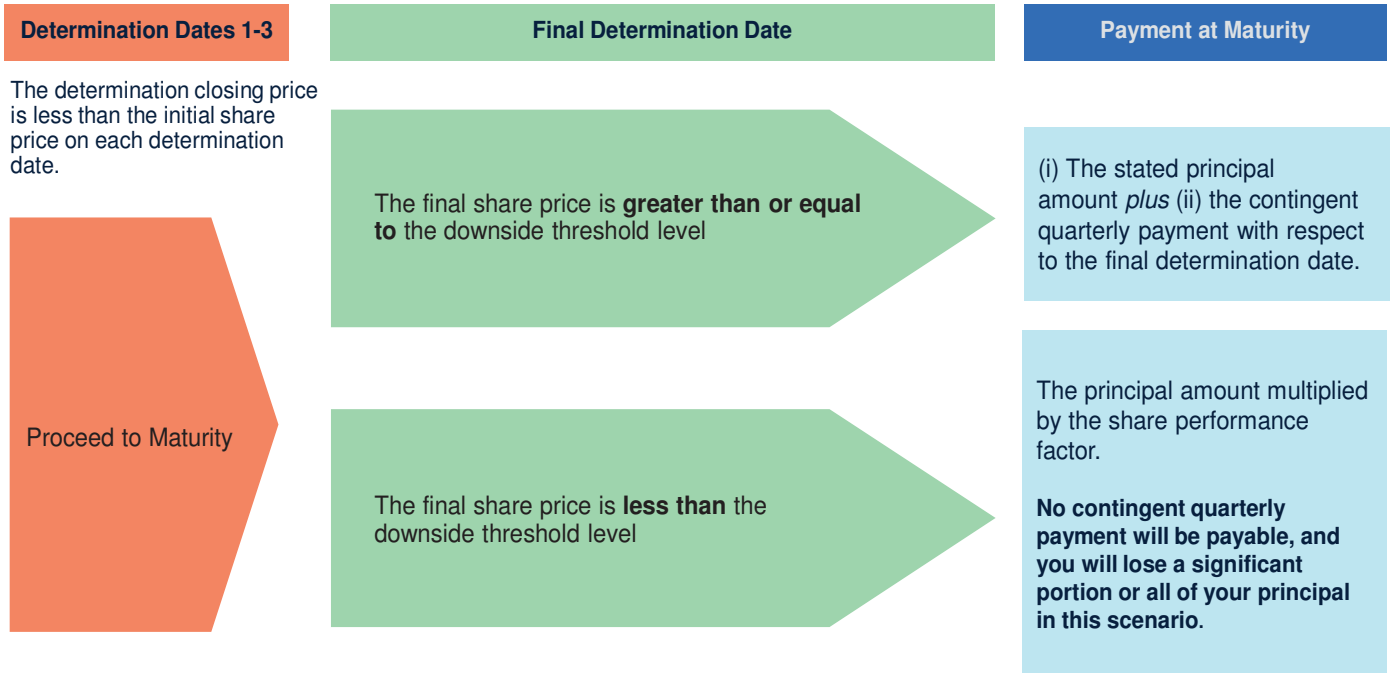 Determination Dates 1-3
Final Determination Date
Payment at Maturity
The determination closing price
is less than the initial share
price on each determination
date.
Proceed to Maturity
The final share price is greater than or equal
to the downside threshold level
(i) The stated principal
amount plus (ii) the contingent
quarterly payment with respect
to the final determination date.
The final share price is less than the
downside threshold level
The principal amount multiplied
by the share performance
factor.
No contingent quarterly
payment will be payable, and
you will lose a significant
portion or all of your principal
in this scenario.